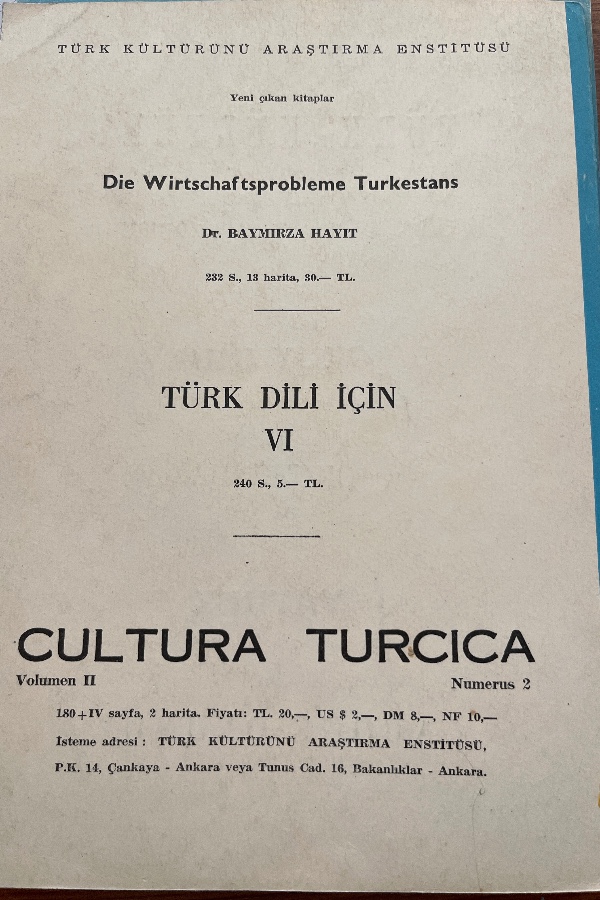 TÜRK KÜLTÜRÜNÜ ARAŞTIRMA ENSTİTÜSÜ
Yeni çıkan kitaplar
Die Wirtschaftsprobleme Turkestans
Dr. BAYMIRZA HAYIT
232 S., 13 harita, 30.— TL.
TÜRK DİLİ İÇİN
VI
240 S., 5.— TL.
CULTURA TURCICA
Volumen II Numerus 2
180+IV sayfa, 2 harita. Fiyatı: TL. 20,—, US $ 2,—, DM 8,—, NF 10,—
İsteme adresi : TÜRK KÜLTÜRÜNÜ ARAŞTIRMA ENSTİTÜSÜ,
P.K. 14, Çankaya - Ankara veya Tunus Cad. 16, Bakanlıklar - Ankara.